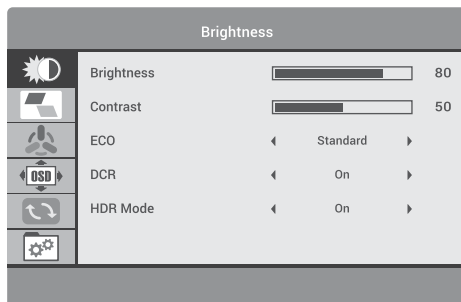 Brightness
Brightness 80
Contrast 50
ECO Standard
DCR On
HDR Mode On
OSD